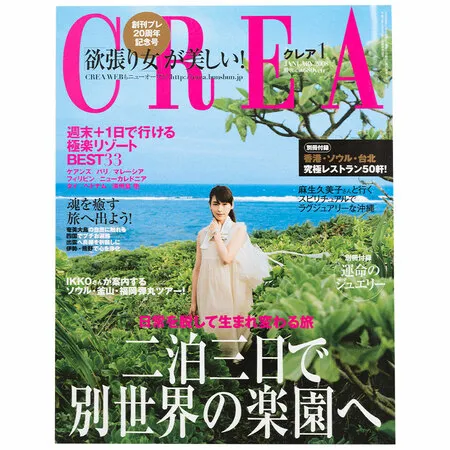 創刊プレ
20周年
記念号
CREA
欲張り女が美しい!
クレア1
週末+1日で行ける
極楽リゾート
BEST33
ケアンズ バリ マレーシア
フィリピン ニューカレドニア
別冊付録
香港・ソウル・台北
究極レストラン50軒!
麻生久美子さんと行く
スピリチュアルで
ラグジュアリーな沖縄
魂を癒す
旅へ出よう!
IKKOさんが案内する
ソウル・釜山・福岡弾丸ツアー!
別冊付録
運命の
ジュエリー
日常を脱して生まれ変わる旅
二泊三日で
別世界の楽園へ